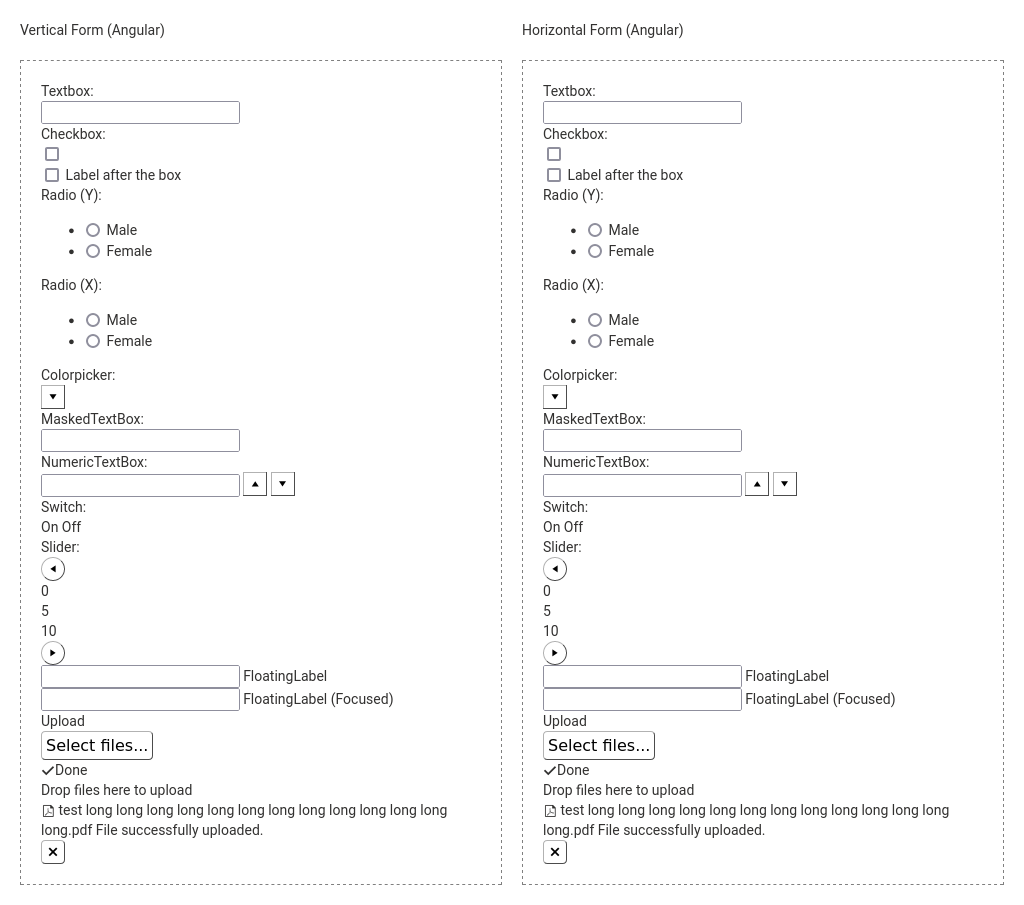 Vertical Form (Angular)
Textbox:
Checkbox:
Label after the box
Radio (Y):
Male
Female
Radio (X):
Male
Female
Colorpicker:
MaskedTextBox:
NumericTextBox:
Switch:
On Off
Slider:
0
5
10
FloatingLabel
FloatingLabel (Focused)
Upload
Select files...
Done
Drop files here to upload
test long long long long long long long long long long long long
long.pdf File successfully uploaded.
Horizontal Form (Angular)
Textbox:
Checkbox:
Label after the box
Radio (Y):
Male
Female
Radio (X):
Male
Female
Colorpicker:
MaskedTextBox:
NumericTextBox:
Switch:
On Off
Slider:
0
5
10
FloatingLabel
FloatingLabel (Focused)
Upload
Select files...
Done
Drop files here to upload
test long long long long long long long long long long long long
long.pdf File successfully uploaded.